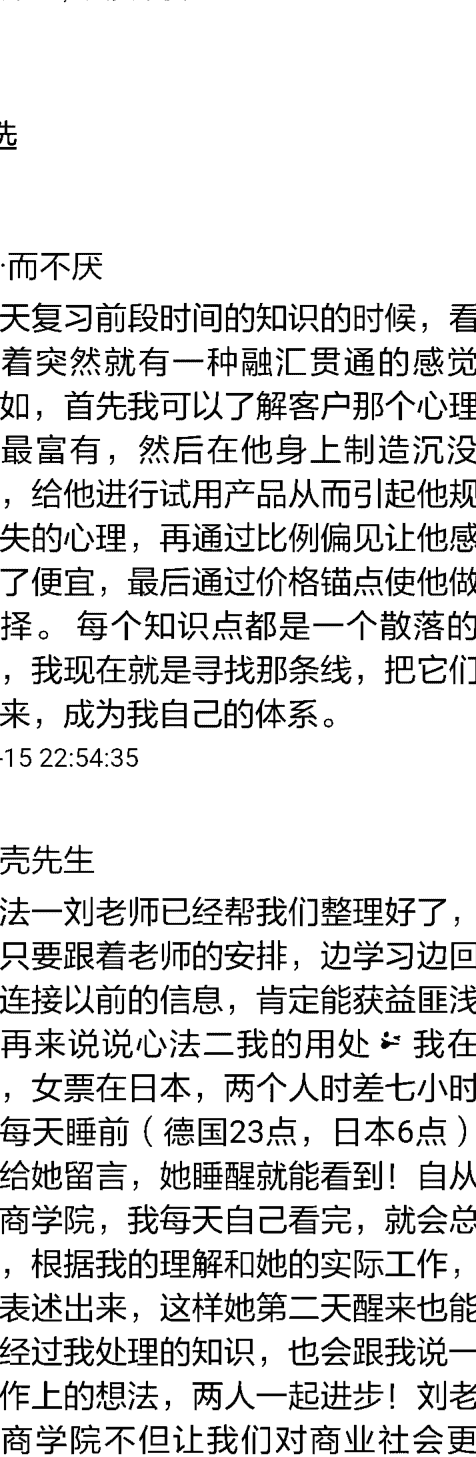 选
·而不厌
天复习前段时间的知识的时候，看
着突然就有一种融汇贯通的感觉
如，首先我可以了解客户那个心理
最富有，然后在他身上制造沉没
，给他进行试用产品从而引起他规
失的心理，再通过比例偏见让他感
了便宜，最后通过价格锚点使他做
择。 每个知识点都是一个散落的
，我现在就是寻找那条线，把它们
来，成为我自己的体系。
-15 22:54:35
壳先生
法一刘老师已经帮我们整理好了，
只要跟着老师的安排，边学习边回
连接以前的信息，肯定能获益匪浅
再来说说心法二我的用处 我在
，女票在日本，两个人时差七小时
每天睡前（德国23点，日本6点）
给她留言，她睡醒就能看到！自从
商学院，我每天自己看完，就会总
，根据我的理解和她的实际工作，
表述出来，这样她第二天醒来也能
经过我处理的知识，也会跟我说一
作上的想法，两人一起进步！刘老
商学院不但让我们对商业社会更